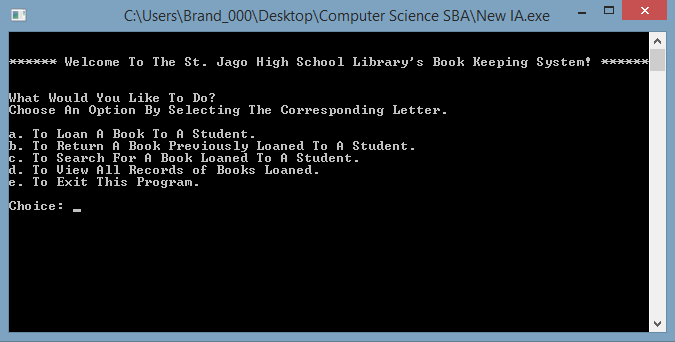 C:\Users\Brand_000\Desktop\Computer Science SBA\New IA.exe
****** Welcome To The St. Jago High School Library's Book Keeping System! ******
What Would You Like To Do?
Choose An Option By Selecting The Corresponding Letter.
a. To Loan A Book To A Student.
b. To Return A Book Previously Loaned To A Student.
c. To Search For A Book Loaned To A Student.
d. To View All Records of Books Loaned.
e. To Exit This Program.
Choice: _